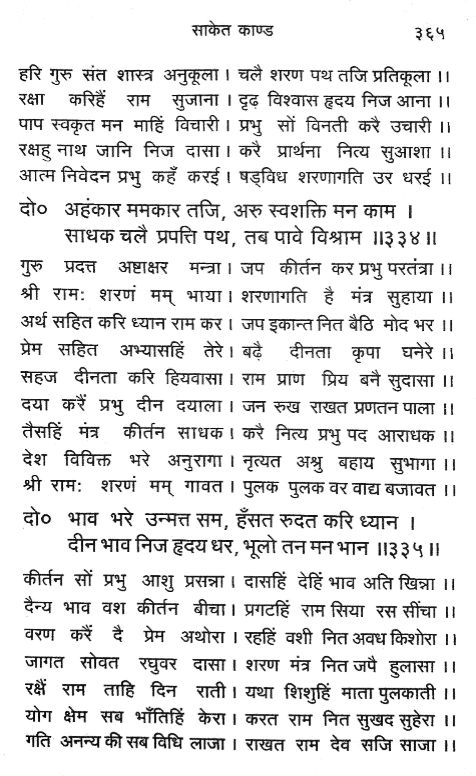 साकेत काण्ड ३६५
हरि गुरु संत शास्त्र अनुकूला । चलै शरण पथ तजि प्रतिकूला ।।
रक्षा करिहैं राम सुजाना । दृढ़ विश्वास हृदय निज आना ।।
पाप स्वकृत मन माहिं विचारी । प्रभु सों विनती करै उचारी ।।
रक्षहु नाथ जानि निज दासा । करै प्रार्थना नित्य सुआशा ।।
आत्म निवेदन प्रभु कहँ करई । षड्विध शरणागति उर धरई ।।
दो० अहंकार ममकार तजि, अरु स्वशक्ति मन काम ।
साधक चलै प्रपत्ति पथ, तब पावे विश्राम ।।३३४।।
गुरु प्रदत्त अष्टाक्षर मन्त्रा । जप कीर्तन कर प्रभु परतंत्रा ।।
श्री रामः शरणं मम् भाया । शरणागति है मंत्र सुहाया ।।
अर्थ सहित करि ध्यान राम कर । जप इकान्त नित बैठि मोद भर ।।
प्रेम सहित अभ्यासहिं तेरे । बढ़ै दीनता कृपा घनेरे ।।
सहज दीनता करि हियवासा । राम प्राण प्रिय बनै सुदासा ।।
दया करैं प्रभु दीन दयाला । जन रुख राखत प्रणतन पाला ।।
तैसहिं मंत्र कीर्तन साधक । करै नित्य प्रभु पद आराधक ।।
देश विविक्त भरे अनुरागा । नृत्यत अश्रु बहाय सुभागा ।।
श्री रामः शरणं मम् गावत । पुलक पुलक वर वाद्य बजावत ।।
दो० भाव भरे उन्मत्त सम, हँसत रुदत करि ध्यान ।
दीन भाव निज हृदय धर, भूलो तन मन भान ।।३३५।।
कीर्तन सों प्रभु आशु प्रसन्ना । दासहिं देहिं भाव अति खिन्ना ।।
दैन्य भाव वश कीर्तन बीचा । प्रगटहिं राम सिया रस सींचा ।।
वरण करैं दै प्रेम अथोरा । रहहिं वशी नित अवध किशोरा ।।
जागत सोवत रघुवर दासा । शरण मंत्र नित जपै हुलासा ।।
रक्षैं राम ताहि दिन राती । यथा शिशुहिं माता पुलकाती ।।
योग क्षेम सब भाँतिहिं केरा । करत राम नित सुखद सुहेरा ।।
गति अनन्य की सब विधि लाजा । राखत राम देव सजि साजा ।।